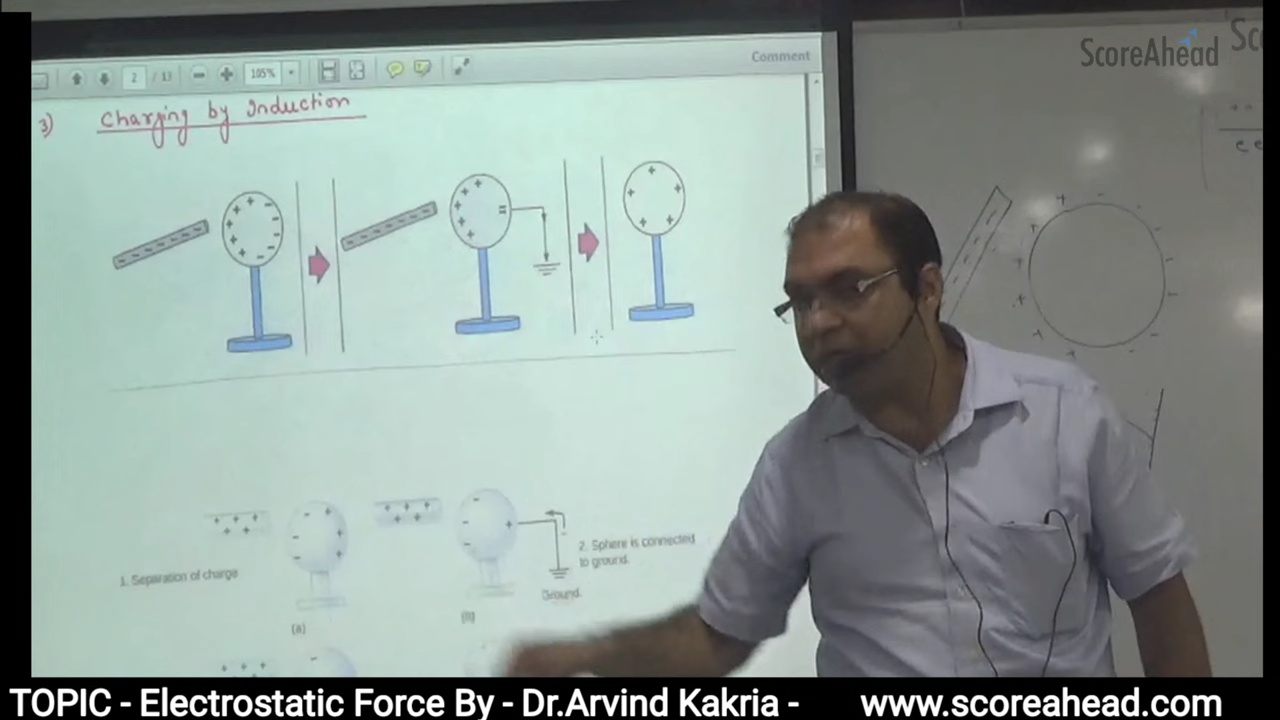 ScoreAhead
Sc
2 / 13
105%
Comment
3) Charging by Induction
1. Separation of charge
2. Sphere is connected
to ground.
Ground.
(a)
TOPIC - Electrostatic Force By - Dr.Arvind Kakria - www.scoreahead.com